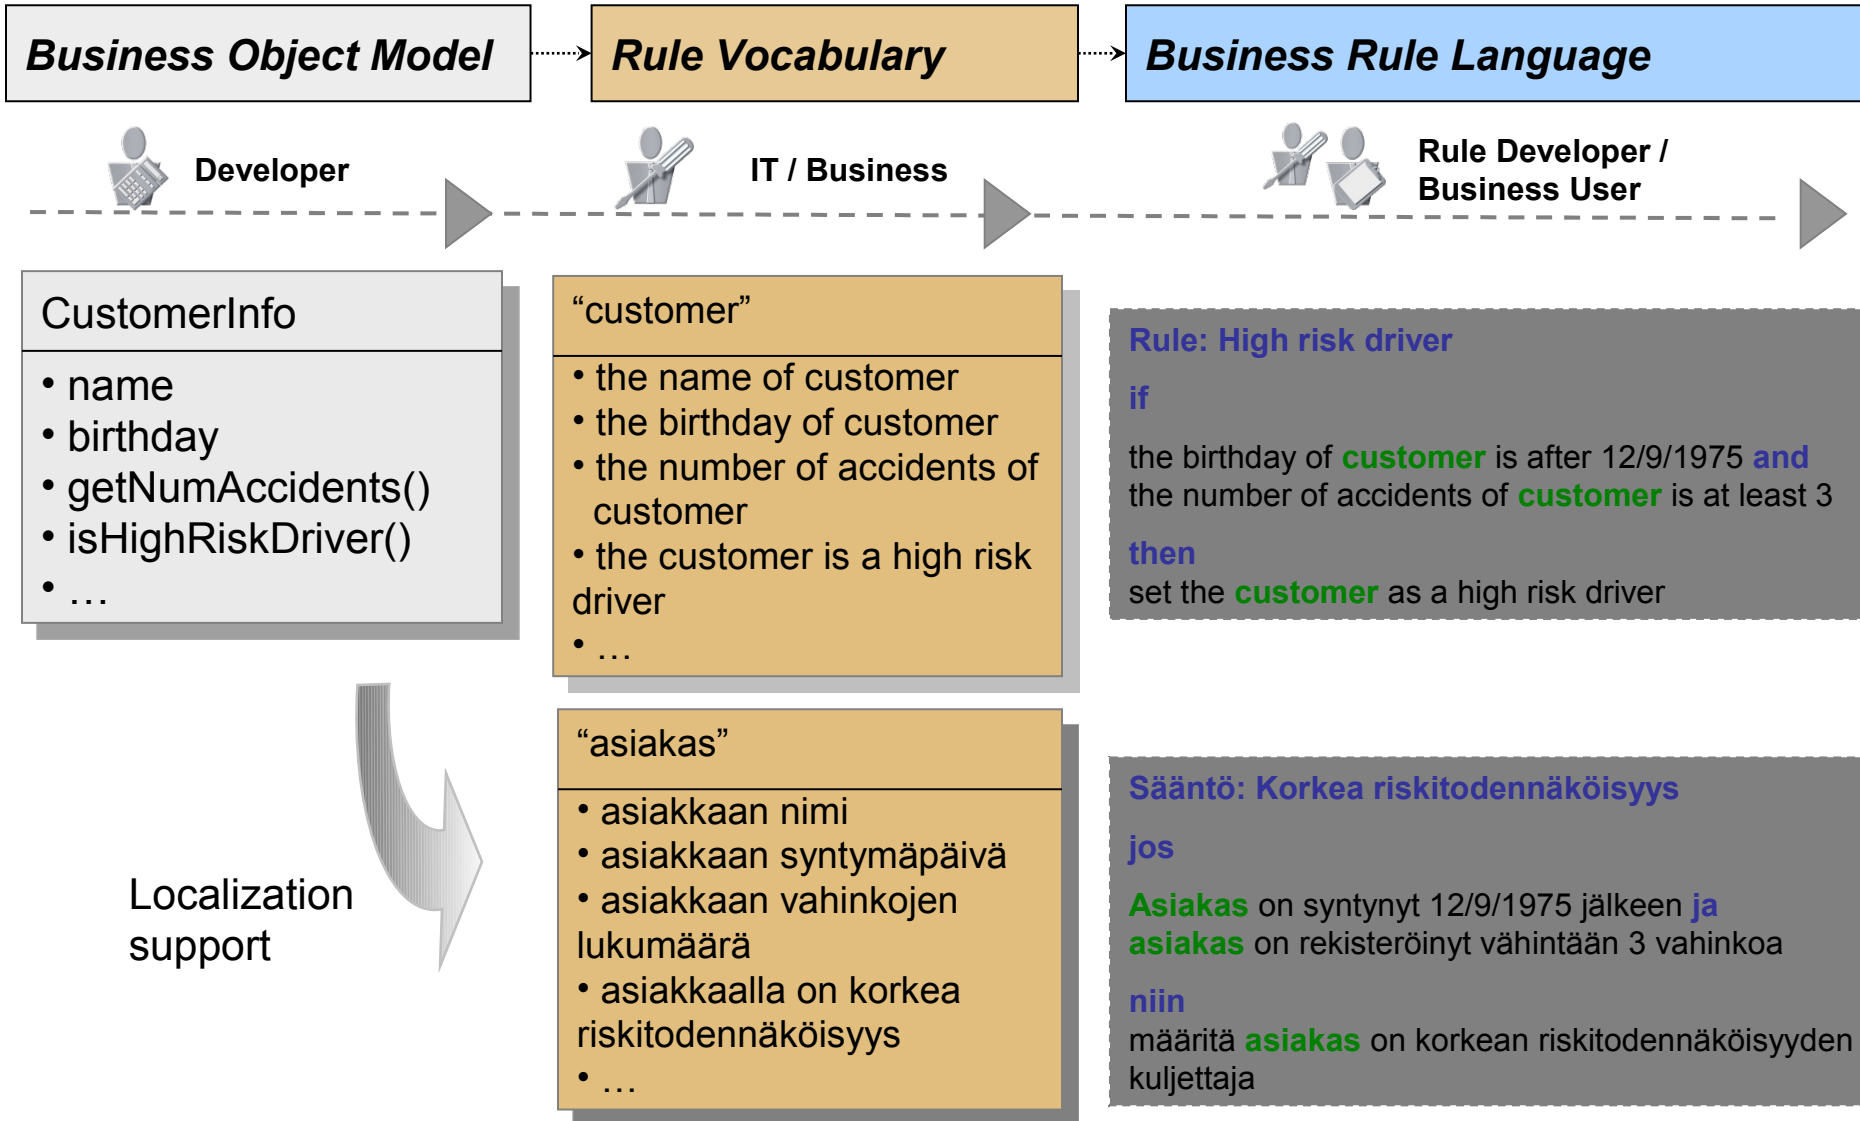 Business Object Model
Rule Vocabulary
Business Rule Language
Developer
IT / Business
Rule Developer /
Business User
CustomerInfo
• name
• birthday
• getNumAccidents()
• isHighRiskDriver()
• …
“customer”
• the name of customer
• the birthday of customer
• the number of accidents of
customer
• the customer is a high risk
driver
• …
Rule: High risk driver
if
the birthday of customer is after 12/9/1975 and
the number of accidents of customer is at least 3
then
set the customer as a high risk driver
Localization
support
“asiakas”
• asiakkaan nimi
• asiakkaan syntymäpäivä
• asiakkaan vahinkojen
lukumäärä
• asiakkaalla on korkea
riskitodennäköisyys
• …
Sääntö: Korkea riskitodennäköisyys
jos
Asiakas on syntynyt 12/9/1975 jälkeen ja
asiakas on rekisteröinyt vähintään 3 vahinkoa
niin
määritä asiakas on korkean riskitodennäköisyyden
kuljettaja